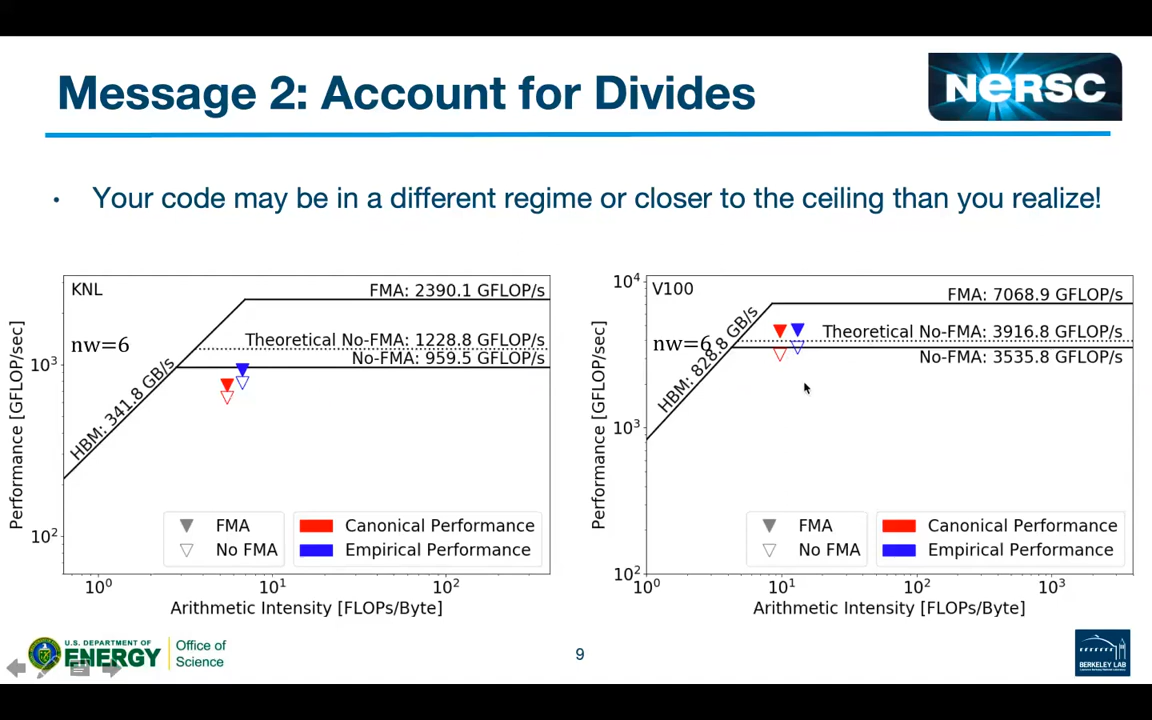 Message 2: Account for Divides
NERSC
• Your code may be in a different regime or closer to the ceiling than you realize!
KNL
FMA: 2390.1 GFLOP/s
nw=6
Theoretical No-FMA: 1228.8 GFLOP/s
No-FMA: 959.5 GFLOP/s
HBM: 341.8 GB/s
Performance [GFLOP/sec]
10³
10²
FMA
No FMA
Canonical Performance
Empirical Performance
10⁰ 10¹ 10²
Arithmetic Intensity [FLOPs/Byte]
V100
FMA: 7068.9 GFLOP/s
nw=6
Theoretical No-FMA: 3916.8 GFLOP/s
No-FMA: 3535.8 GFLOP/s
HBM: 828.8 GB/s
Performance [GFLOP/sec]
10⁴
10³
10²
FMA
No FMA
Canonical Performance
Empirical Performance
10⁰ 10¹ 10² 10³
Arithmetic Intensity [FLOPs/Byte]
U.S. DEPARTMENT OF
ENERGY
Office of
Science
9
BERKELEY LAB